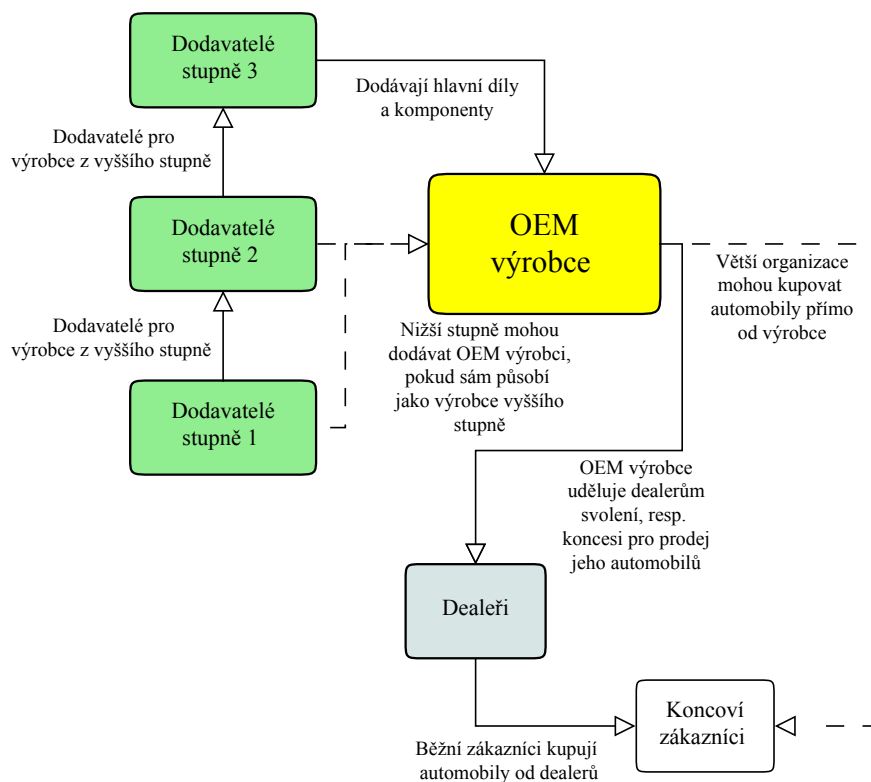 Dodavatelé
stupně 3
Dodávají hlavní díly
a komponenty
Dodavatelé pro
výrobce z vyššího stupně
Dodavatelé
stupně 2
OEM
výrobce
Větší organizace
mohou kupovat
automobily přímo
od výrobce
Dodavatelé pro
výrobce z vyššího stupně
Nižší stupně mohou
dodávat OEM výrobci,
pokud sám působí
jako výrobce vyššího
stupně
Dodavatelé
stupně 1
OEM výrobce
uděluje dealerům
svolení, resp.
koncesi pro prodej
jeho automobilů
Dealeři
Koncoví
zákazníci
Běžní zákazníci kupují
automobily od dealerů